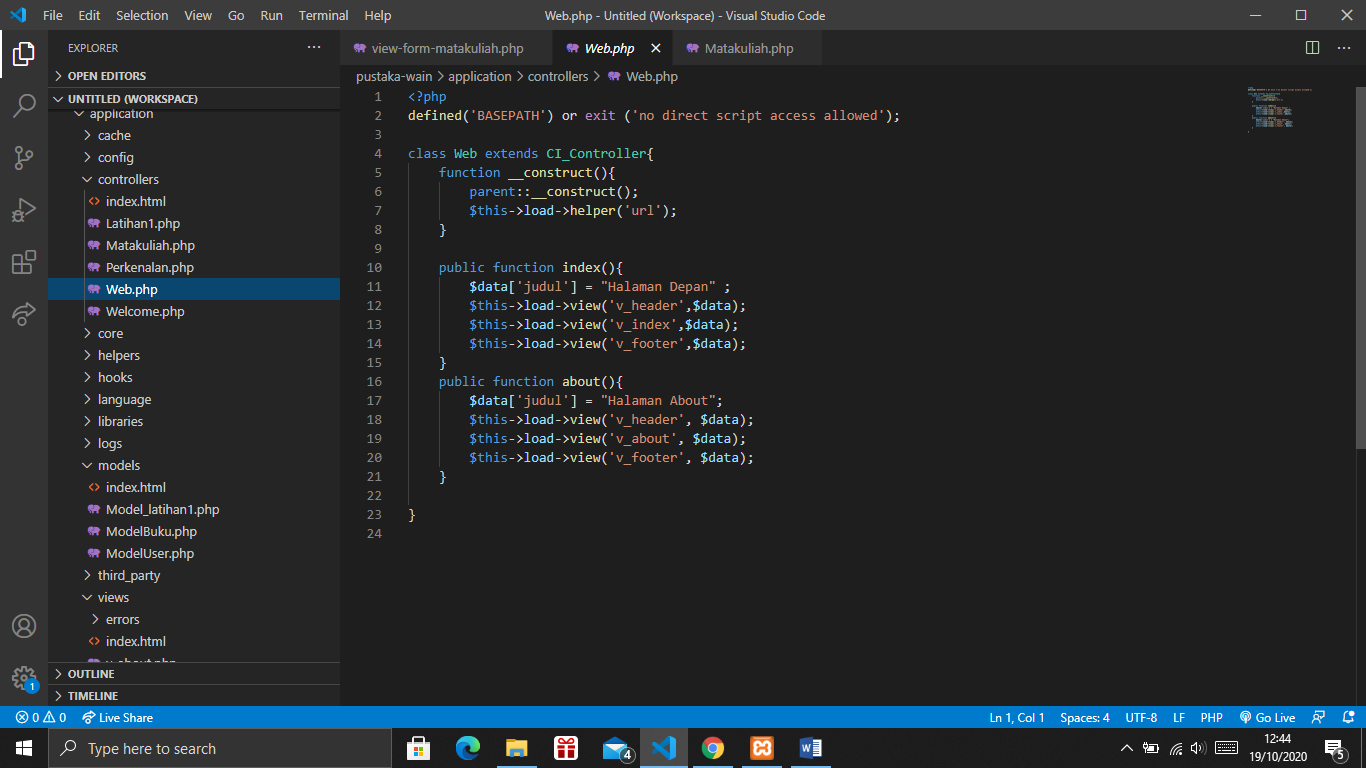 File Edit Selection View Go Run Terminal Help
Web.php - Untitled (Workspace) - Visual Studio Code
EXPLORER
OPEN EDITORS
UNTITLED (WORKSPACE)
application
cache
config
controllers
index.html
Latihan1.php
Matakuliah.php
Perkenalan.php
Web.php
Welcome.php
core
helpers
hooks
language
libraries
logs
models
index.html
Model_latihan1.php
ModelBuku.php
ModelUser.php
third_party
views
errors
index.html
v_about.php
OUTLINE
TIMELINE
view-form-matakuliah.php Web.php Matakuliah.php
pustaka-wain > application > controllers > Web.php
1 <?php
2 defined('BASEPATH') or exit ('no direct script access allowed');
3
4 class Web extends CI_Controller{
5 function __construct(){
6 parent::__construct();
7 $this->load->helper('url');
8 }
9
10 public function index(){
11 $data['judul'] = "Halaman Depan" ;
12 $this->load->view('v_header',$data);
13 $this->load->view('v_index',$data);
14 $this->load->view('v_footer',$data);
15 }
16 public function about(){
17 $data['judul'] = "Halaman About";
18 $this->load->view('v_header', $data);
19 $this->load->view('v_about', $data);
20 $this->load->view('v_footer', $data);
21 }
22
23 }
24
1
0 0 Live Share
Ln 1, Col 1 Spaces: 4 UTF-8 LF PHP Go Live
Type here to search
4
12:44
19/10/2020
5